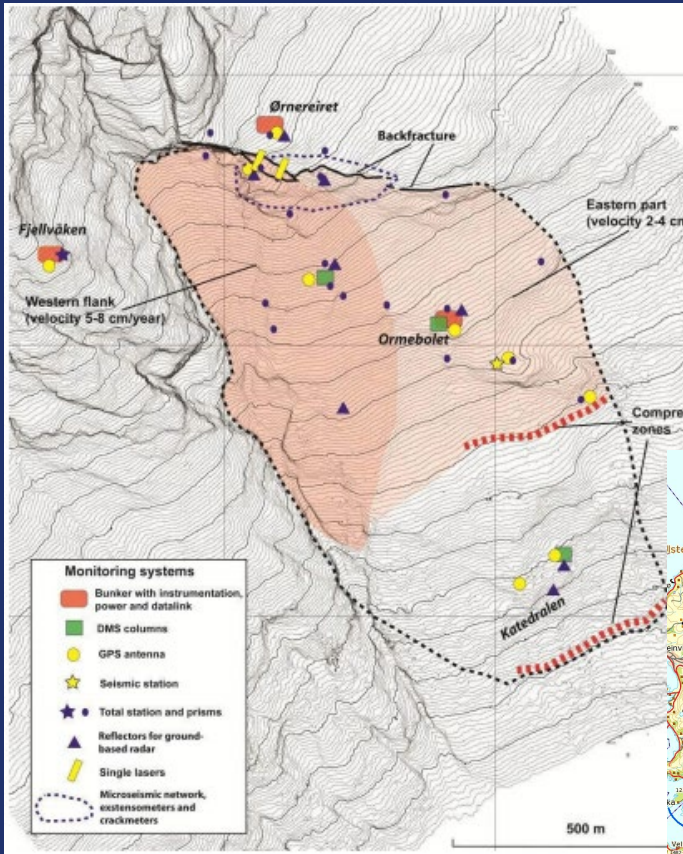 Ørnereiret
Backfracture
Eastern part
(velocity 2-4 cm
Fjellvåken
Western flank
(velocity 5-8 cm/year)
Ormebolet
Compre
zones
Katedralen
Monitoring systems
Bunker with instrumentation,
power and datalink
DMS columns
GPS antenna
Seismic station
Total station and prisms
Reflectors for ground-
based radar
Single lasers
Microseismic network,
exstensometers and
crackmeters
500 m